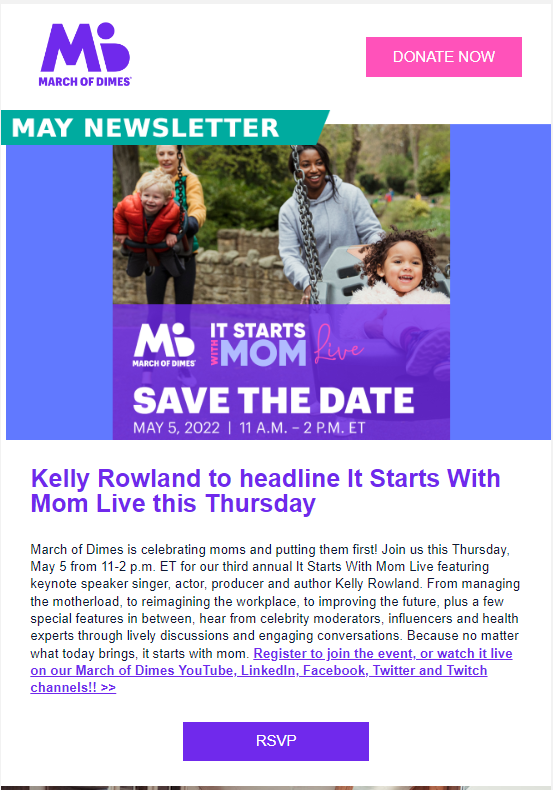 MARCH OF DIMES
DONATE NOW
MAY NEWSLETTER
MARCH OF DIMES
IT STARTS
WITH
MOM Live
SAVE THE DATE
MAY 5, 2022 | 11 A.M. – 2 P.M. ET
Kelly Rowland to headline It Starts With
Mom Live this Thursday
March of Dimes is celebrating moms and putting them first! Join us this Thursday,
May 5 from 11-2 p.m. ET for our third annual It Starts With Mom Live featuring
keynote speaker singer, actor, producer and author Kelly Rowland. From managing
the motherload, to reimagining the workplace, to improving the future, plus a few
special features in between, hear from celebrity moderators, influencers and health
experts through lively discussions and engaging conversations. Because no matter
what today brings, it starts with mom. Register to join the event, or watch it live
on our March of Dimes YouTube, LinkedIn, Facebook, Twitter and Twitch
channels!! >>
RSVP